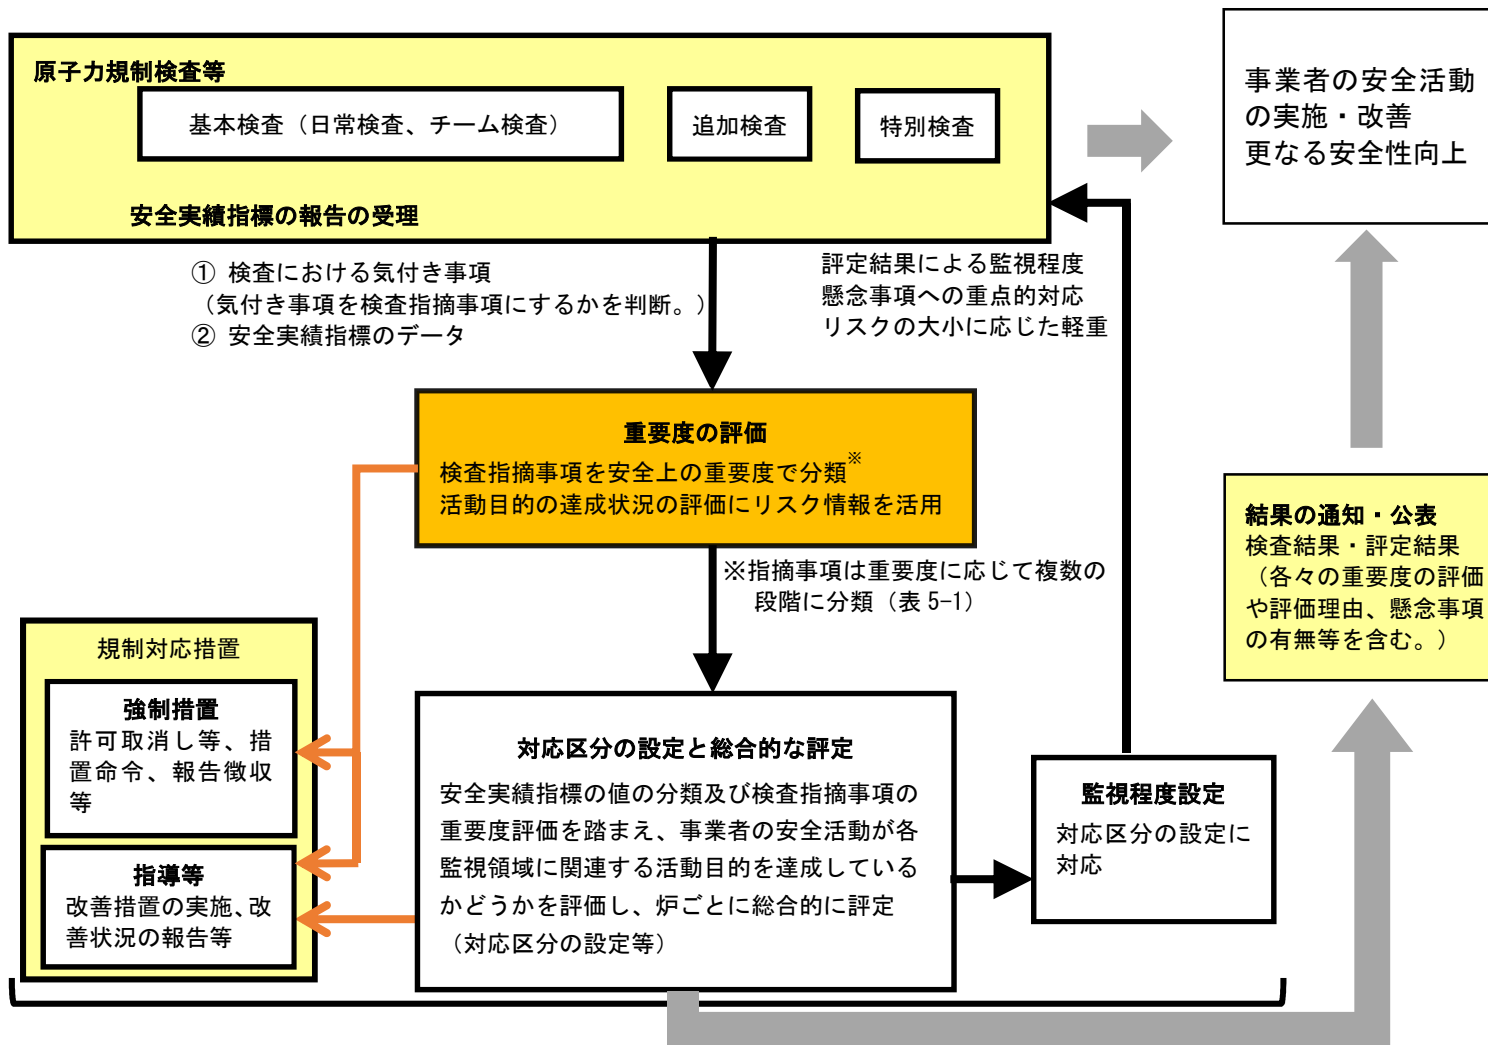 原子力規制検査等
基本検査（日常検査、チーム検査）
追加検査
特別検査
安全実績指標の報告の受理
事業者の安全活動
の実施・改善
更なる安全性向上
① 検査における気付き事項
（気付き事項を検査指摘事項にするかを判断。）
② 安全実績指標のデータ
評定結果による監視程度
懸念事項への重点的対応
リスクの大小に応じた軽重
重要度の評価
検査指摘事項を安全上の重要度で分類※
活動目的の達成状況の評価にリスク情報を活用
※指摘事項は重要度に応じて複数の
段階に分類（表 5-1）
結果の通知・公表
検査結果・評定結果
（各々の重要度の評価
や評価理由、懸念事項
の有無等を含む。）
規制対応措置
強制措置
許可取消し等、措
置命令、報告徴収
等
指導等
改善措置の実施、改
善状況の報告等
対応区分の設定と総合的な評定
安全実績指標の値の分類及び検査指摘事項の
重要度評価を踏まえ、事業者の安全活動が各
監視領域に関連する活動目的を達成している
かどうかを評価し、炉ごとに総合的に評定
（対応区分の設定等）
監視程度設定
対応区分の設定に
対応